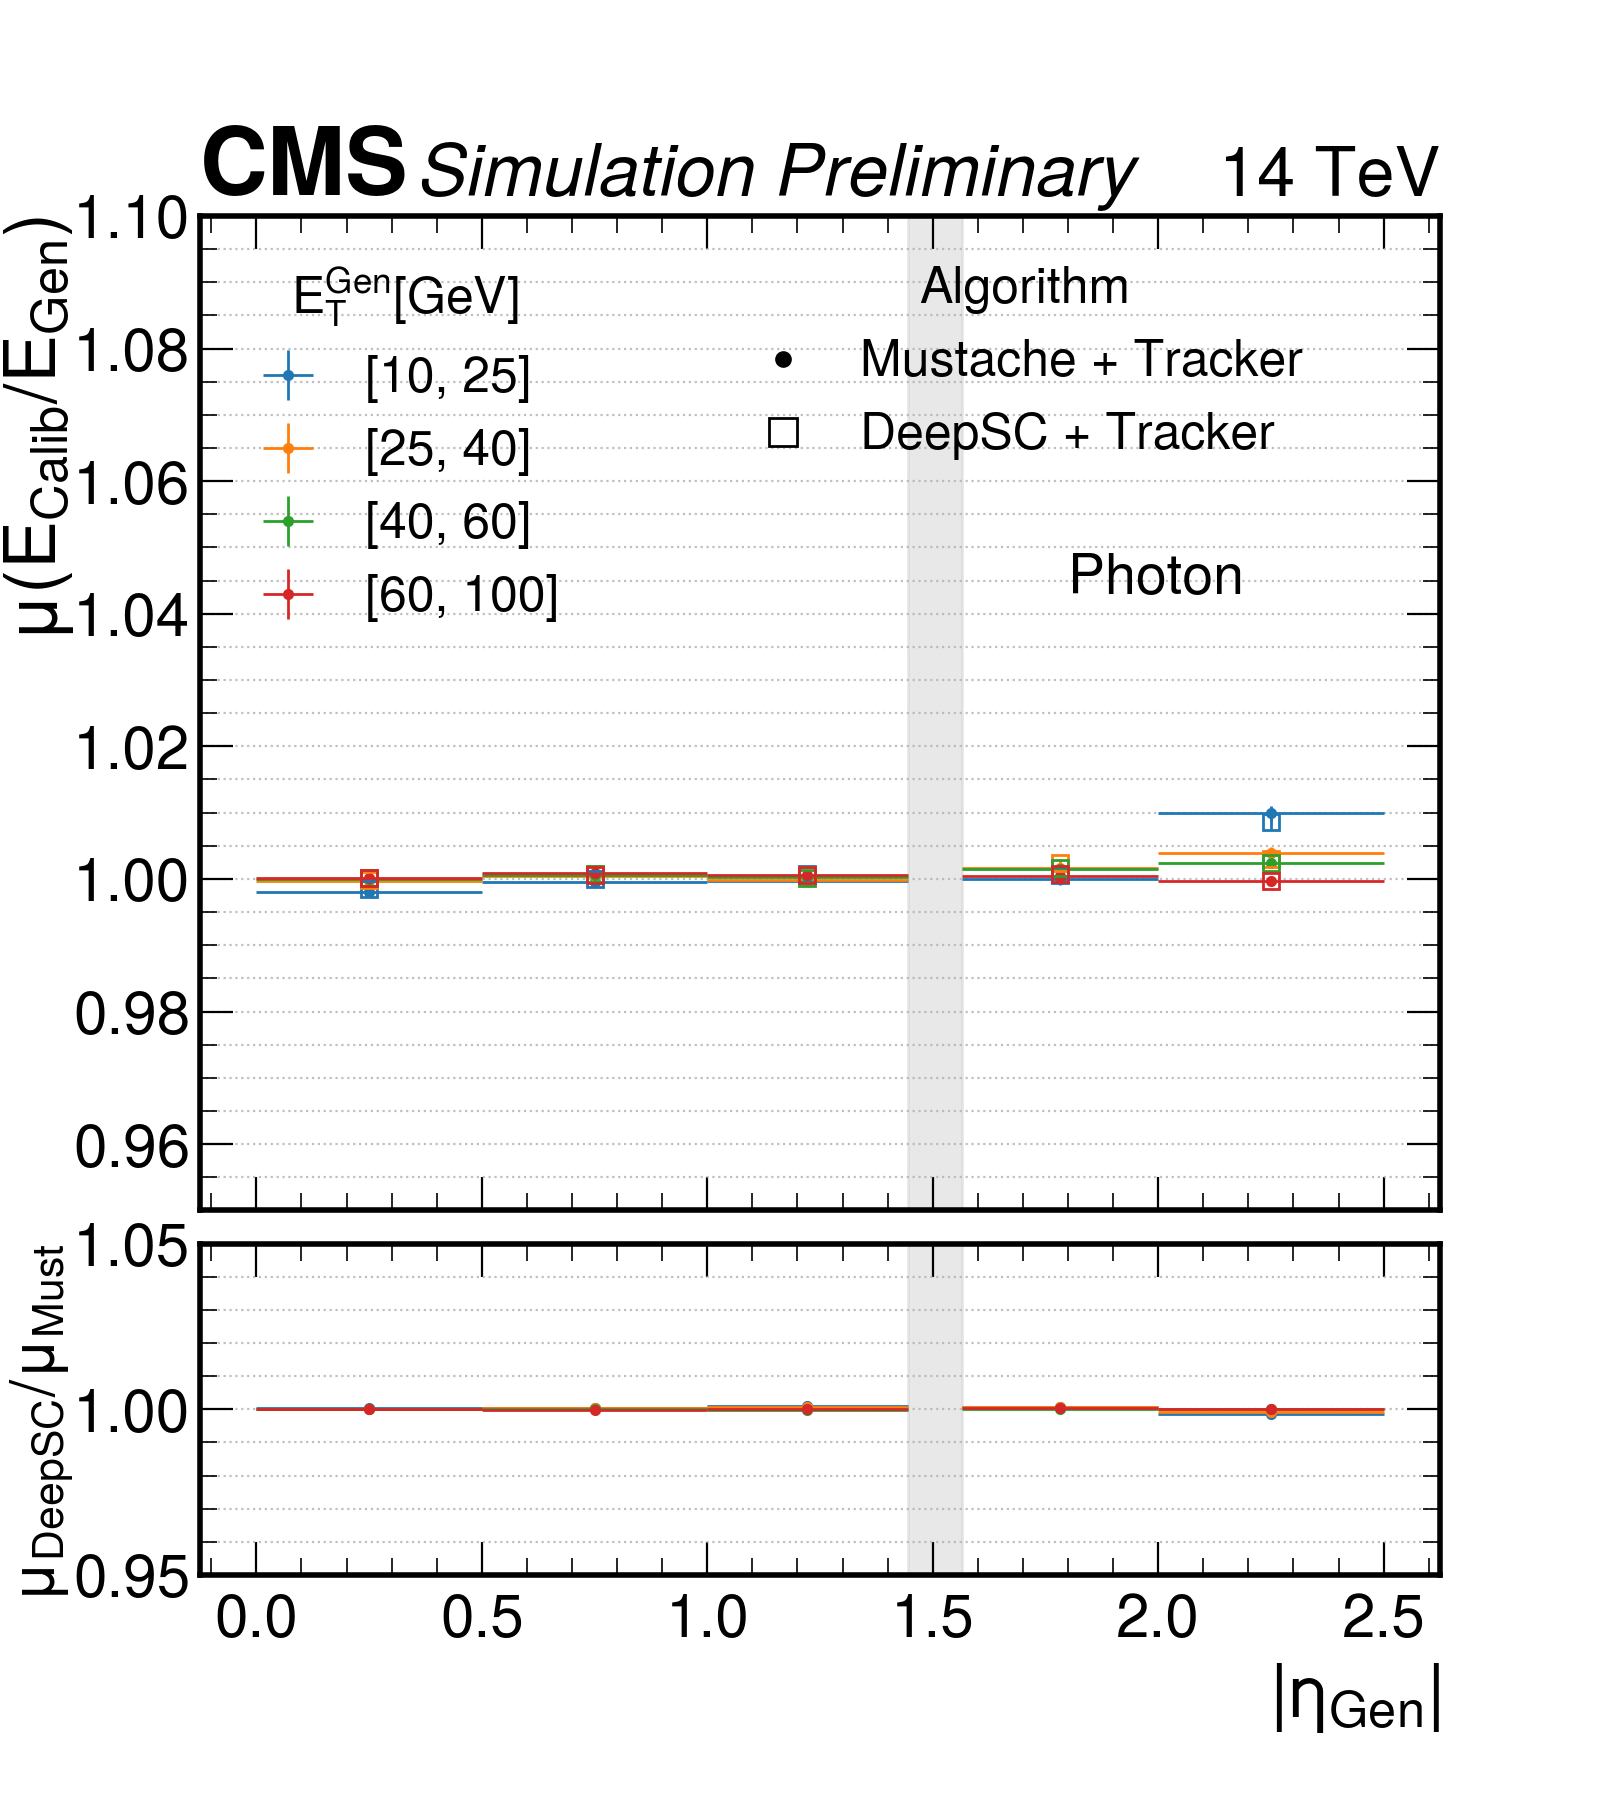 CMS Simulation Preliminary 14 TeV
μ(E_Calib/E_Gen)
1.10
1.08
1.06
1.04
1.02
1.00
0.98
0.96
E_T^Gen[GeV]
[10, 25]
[25, 40]
[40, 60]
[60, 100]
Algorithm
Mustache + Tracker
DeepSC + Tracker
Photon
μ_DeepSC/μ_Must
1.05
1.00
0.95
0.0 0.5 1.0 1.5 2.0 2.5
|η_Gen|